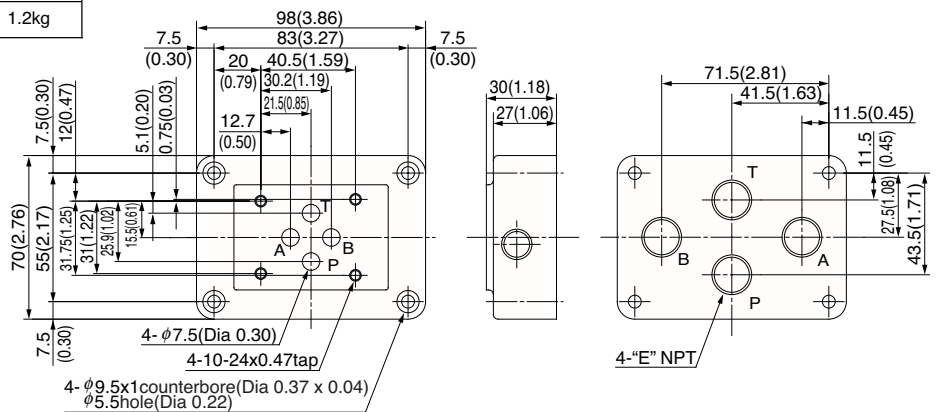 1.2kg
98(3.86)
7.5
(0.30)
83(3.27)
7.5
(0.30)
20
(0.79)
40.5(1.59)
30.2(1.19)
21.5(0.85)
12.7
(0.50)
7.5(0.30)
12(0.47)
5.1(0.20)
0.75(0.03)
70(2.76)
55(2.17)
31.75(1.25)
31(1.22)
25.9(1.02)
15.5(0.61)
7.5
(0.30)
T
A
B
P
4-φ7.5(Dia 0.30)
4-10-24x0.47tap
4-φ9.5x1counterbore(Dia 0.37 x 0.04)
φ5.5hole(Dia 0.22)
30(1.18)
27(1.06)
71.5(2.81)
41.5(1.63)
11.5(0.45)
11.5
(0.45)
27.5(1.08)
43.5(1.71)
T
B
A
P
4-“E” NPT